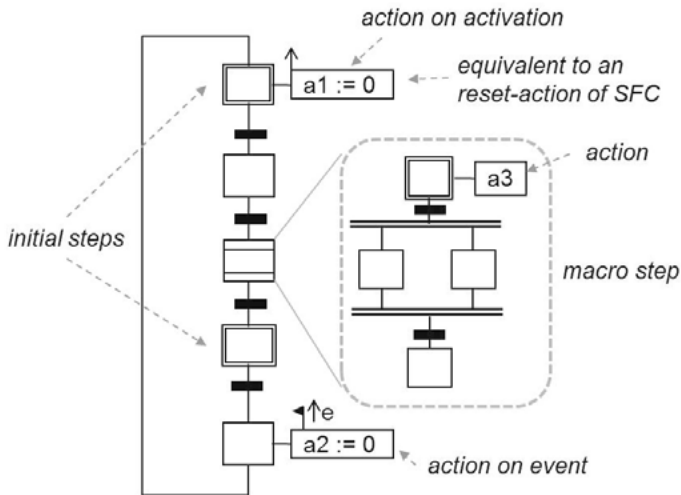 action on activation
a1 := 0
equivalent to an
reset-action of SFC
action
a3
initial steps
macro step
e
a2 := 0
action on event